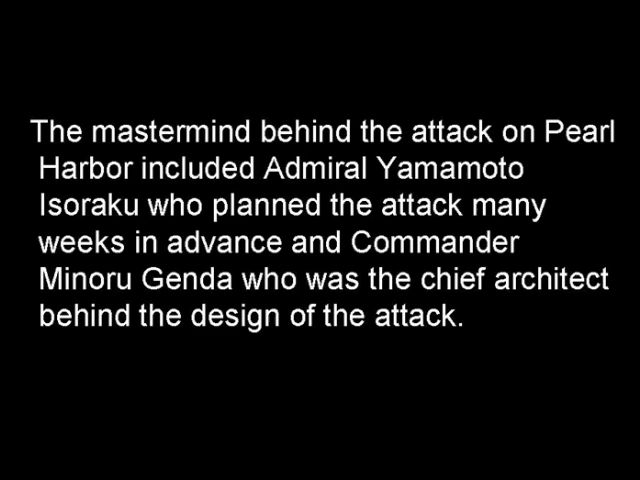 The mastermind behind the attack on Pearl
Harbor included Admiral Yamamoto
Isoraku who planned the attack many
weeks in advance and Commander
Minoru Genda who was the chief architect
behind the design of the attack.